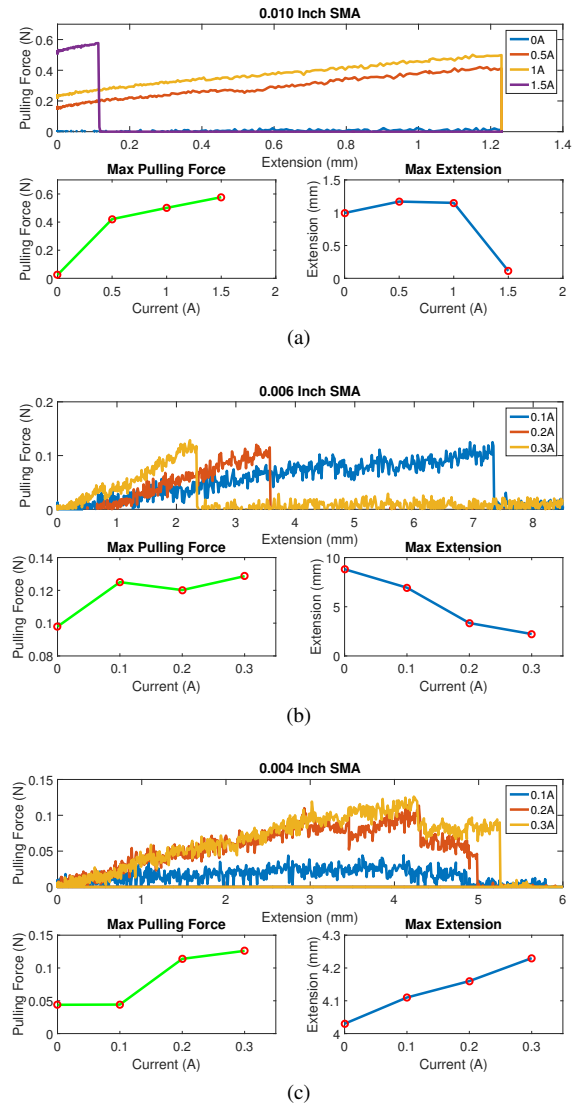 0.010 Inch SMA
Pulling Force (N)
0.6
0.4
0.2
0
0 0.2 0.4 0.6 0.8 1 1.2 1.4
Extension (mm)
0A
0.5A
1A
1.5A
Max Pulling Force
Pulling Force (N)
0.6
0.4
0.2
0
0 0.5 1 1.5 2
Current (A)
Max Extension
Extension (mm)
1.5
1
0.5
0
0 0.5 1 1.5 2
Current (A)
(a)
0.006 Inch SMA
Pulling Force (N)
0.2
0.1
0
0 1 2 3 4 5 6 7 8
Extension (mm)
0.1A
0.2A
0.3A
Max Pulling Force
Pulling Force (N)
0.14
0.12
0.1
0.08
0 0.1 0.2 0.3
Current (A)
Max Extension
Extension (mm)
10
5
0
0 0.1 0.2 0.3
Current (A)
(b)
0.004 Inch SMA
Pulling Force (N)
0.15
0.1
0.05
0
0 1 2 3 4 5 6
Extension (mm)
0.1A
0.2A
0.3A
Max Pulling Force
Pulling Force (N)
0.15
0.1
0.05
0
0 0.1 0.2 0.3
Current (A)
Max Extension
Extension (mm)
4.3
4.2
4.1
4
0 0.1 0.2 0.3
Current (A)
(c)